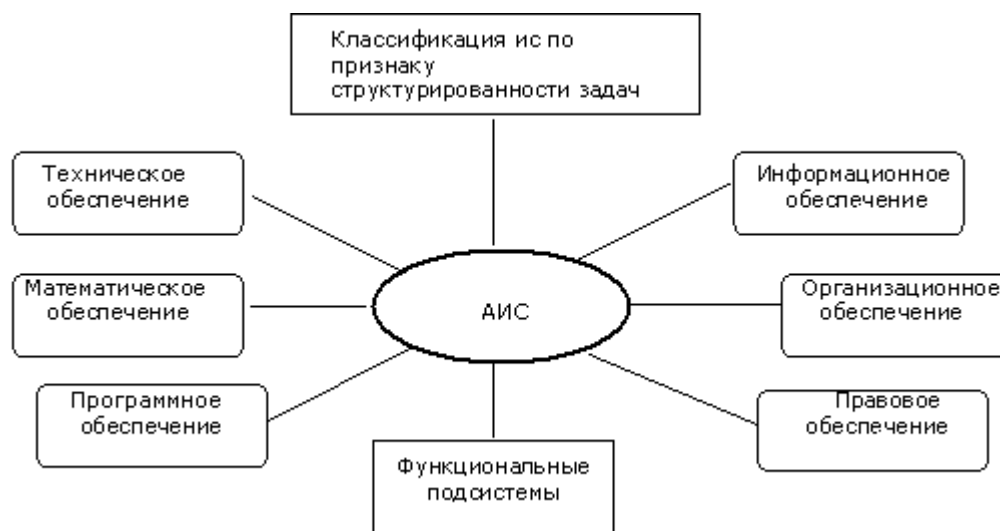 Классификация ис по
признаку
структурированности задач
Техническое
обеспечение
Информационное
обеспечение
Математическое
обеспечение
АИС
Организационное
обеспечение
Программное
обеспечение
Правовое
обеспечение
Функциональные
подсистемы